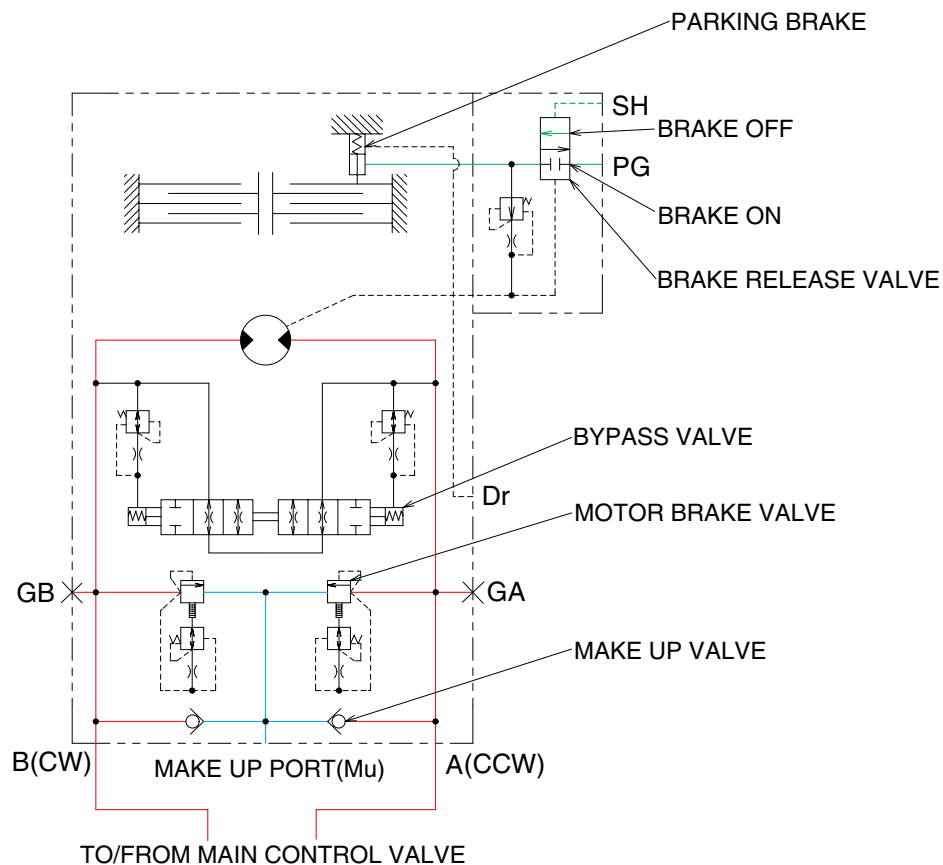 PARKING BRAKE
SH
BRAKE OFF
PG
BRAKE ON
BRAKE RELEASE VALVE
BYPASS VALVE
Dr
MOTOR BRAKE VALVE
GB
GA
MAKE UP VALVE
B(CW)
MAKE UP PORT(Mu)
A(CCW)
TO/FROM MAIN CONTROL VALVE